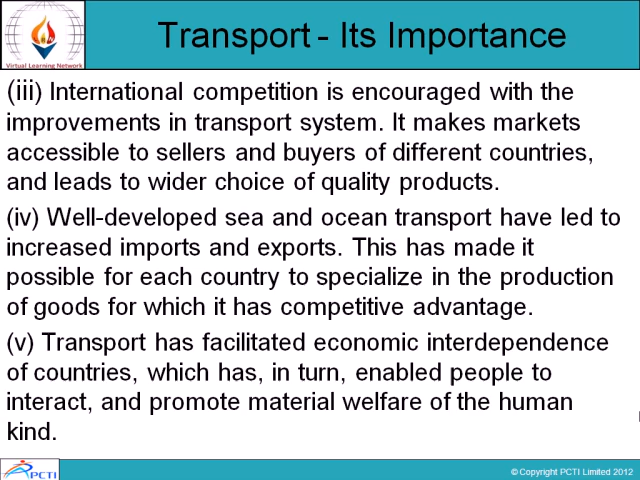 Transport - Its Importance
Virtual Learning Network
(iii) International competition is encouraged with the
improvements in transport system. It makes markets
accessible to sellers and buyers of different countries,
and leads to wider choice of quality products.
(iv) Well-developed sea and ocean transport have led to
increased imports and exports. This has made it
possible for each country to specialize in the production
of goods for which it has competitive advantage.
(v) Transport has facilitated economic interdependence
of countries, which has, in turn, enabled people to
interact, and promote material welfare of the human
kind.
PCTI
© Copyright PCTI Limited 2012